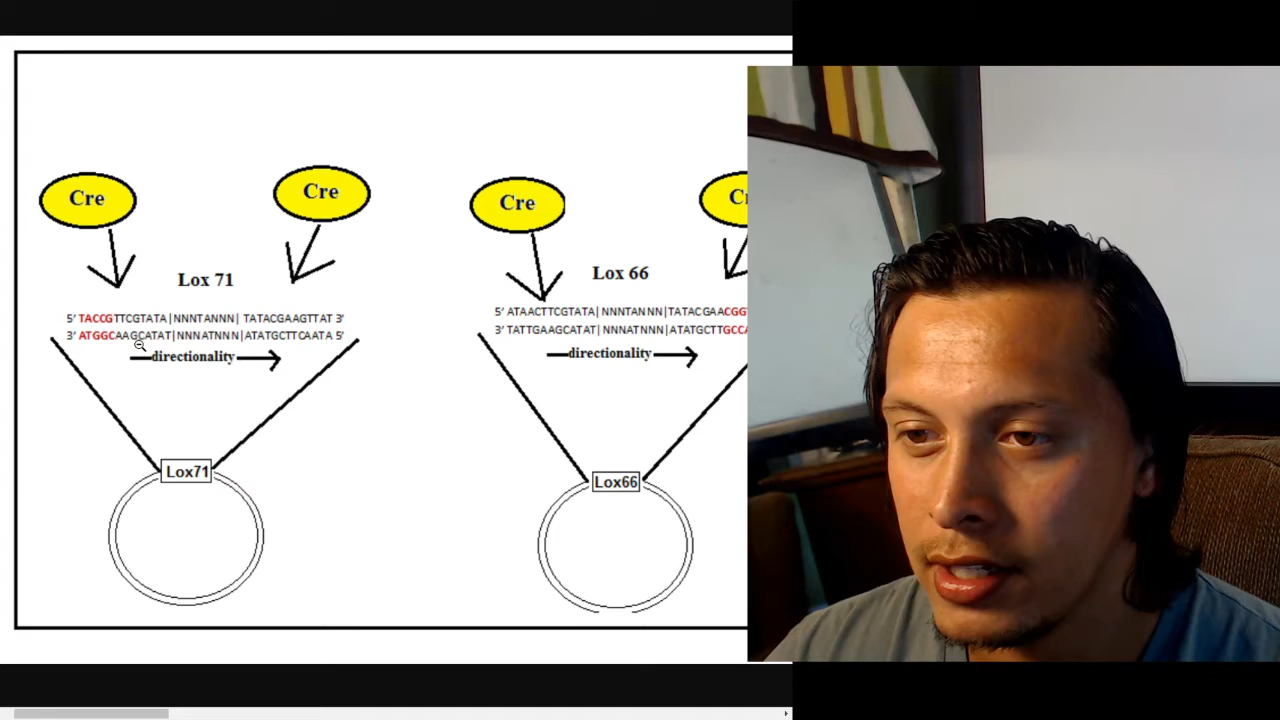 Cre
Cre
Cre
Lox 71
Lox 66
5' TACCGTTCGTATA|NNNTANNN| TATACGAAGTTAT 3'
3' ATGGCAAGCATAT|NNNATNNN|ATATGCTTCAATA 5'
directionality
5' ATAACTTCGTATA| NNNTANNN|TATACGAACGG
3' TATTGAAGCATAT| NNNATNNN|ATATGCTTGCC
directionality
Lox71
Lox66